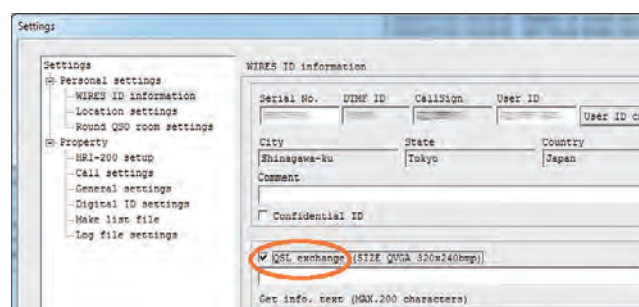 Settings
Settings
Personal settings
WIRES ID information
Location settings
Round QSO room settings
Property
HRI-200 setup
Call settings
General settings
Digital ID settings
Make list file
Log file settings
WIRES ID information
Serial No. DTMF ID CallSign User ID
User ID c
City State Country
Shinagawa-ku Tokyo Japan
Comment
Confidential ID
QSL exchange (SIZE QVGA 320x240bmp)
Get info. text (MAX.200 characters)